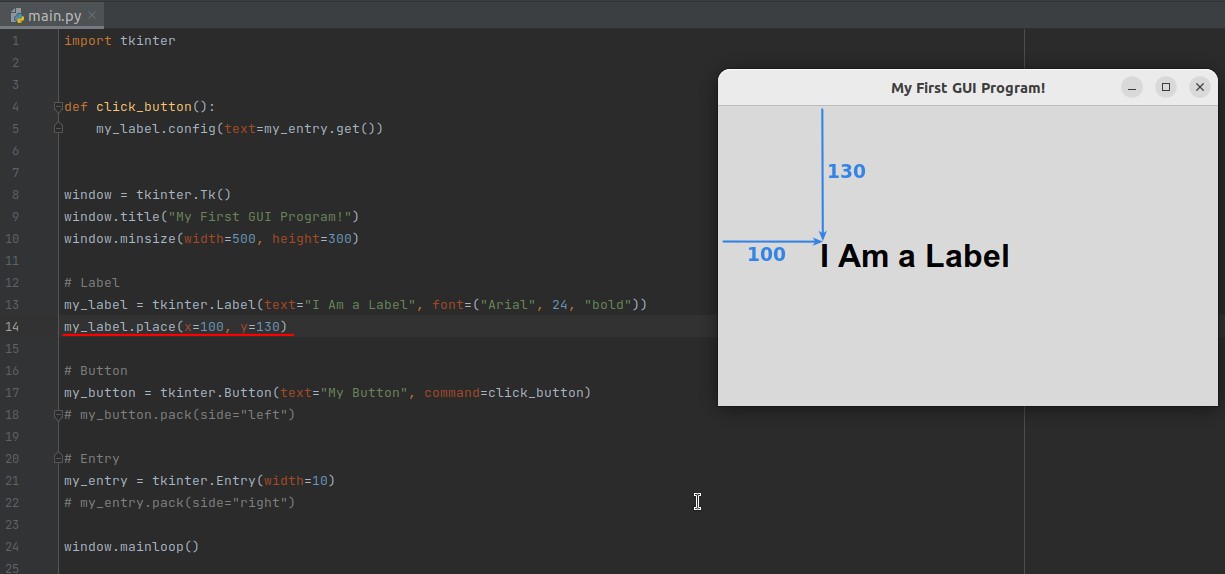 main.py
1 import tkinter
2
3
4 def click_button():
5     my_label.config(text=my_entry.get())
6
7
8 window = tkinter.Tk()
9 window.title("My First GUI Program!")
10 window.minsize(width=500, height=300)
11
12 # Label
13 my_label = tkinter.Label(text="I Am a Label", font=("Arial", 24, "bold"))
14 my_label.place(x=100, y=130)
15
16 # Button
17 my_button = tkinter.Button(text="My Button", command=click_button)
18 # my_button.pack(side="left")
19
20 # Entry
21 my_entry = tkinter.Entry(width=10)
22 # my_entry.pack(side="right")
23
24 window.mainloop()
25
My First GUI Program!
130
100
I Am a Label